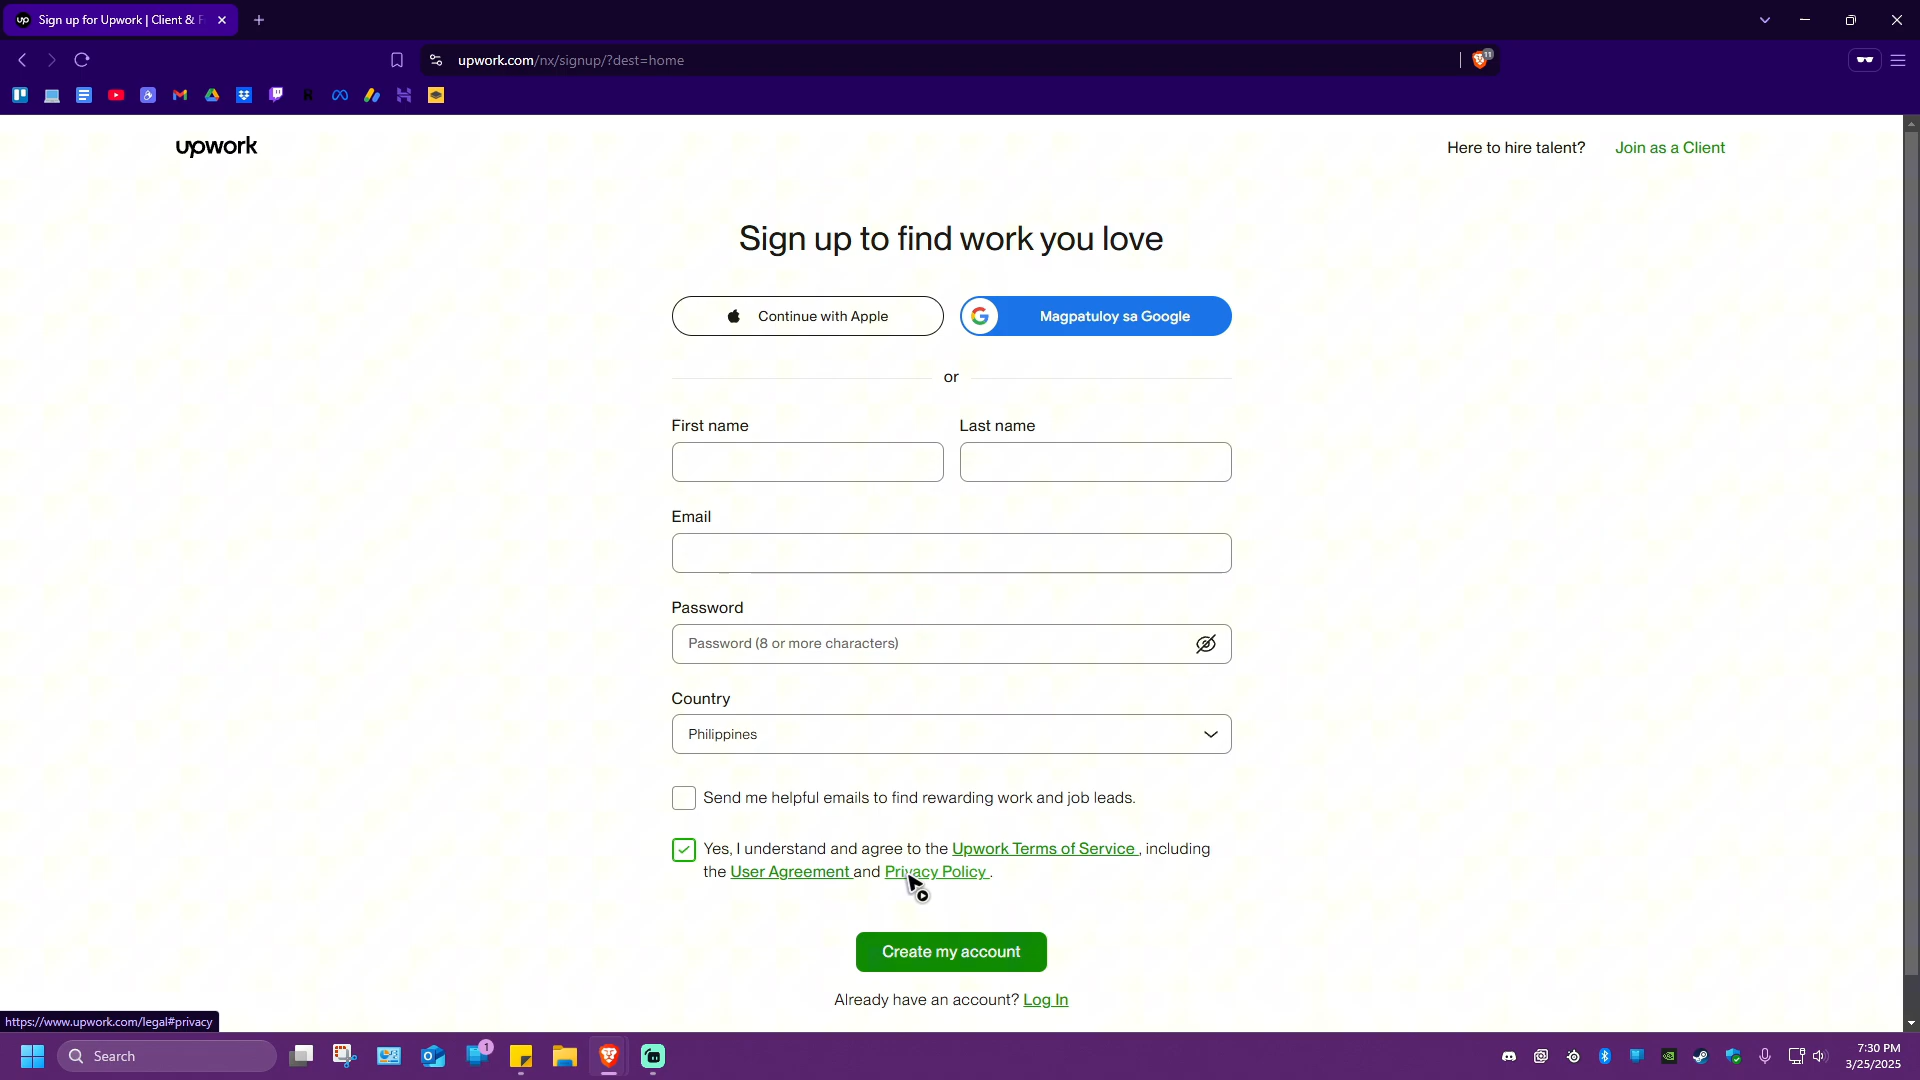 Sign up for Upwork | Client & F
upwork.com/nx/signup/?dest=home
11
upwork
Here to hire talent? Join as a Client
Sign up to find work you love
Continue with Apple
Magpatuloy sa Google
or
First name
Last name
Email
Password
Password (8 or more characters)
Country
Philippines
Send me helpful emails to find rewarding work and job leads.
Yes, I understand and agree to the Upwork Terms of Service , including
the User Agreement and Privacy Policy .
Create my account
Already have an account? Log In
https://www.upwork.com/legal#privacy
Search
1
7:30 PM
3/25/2025